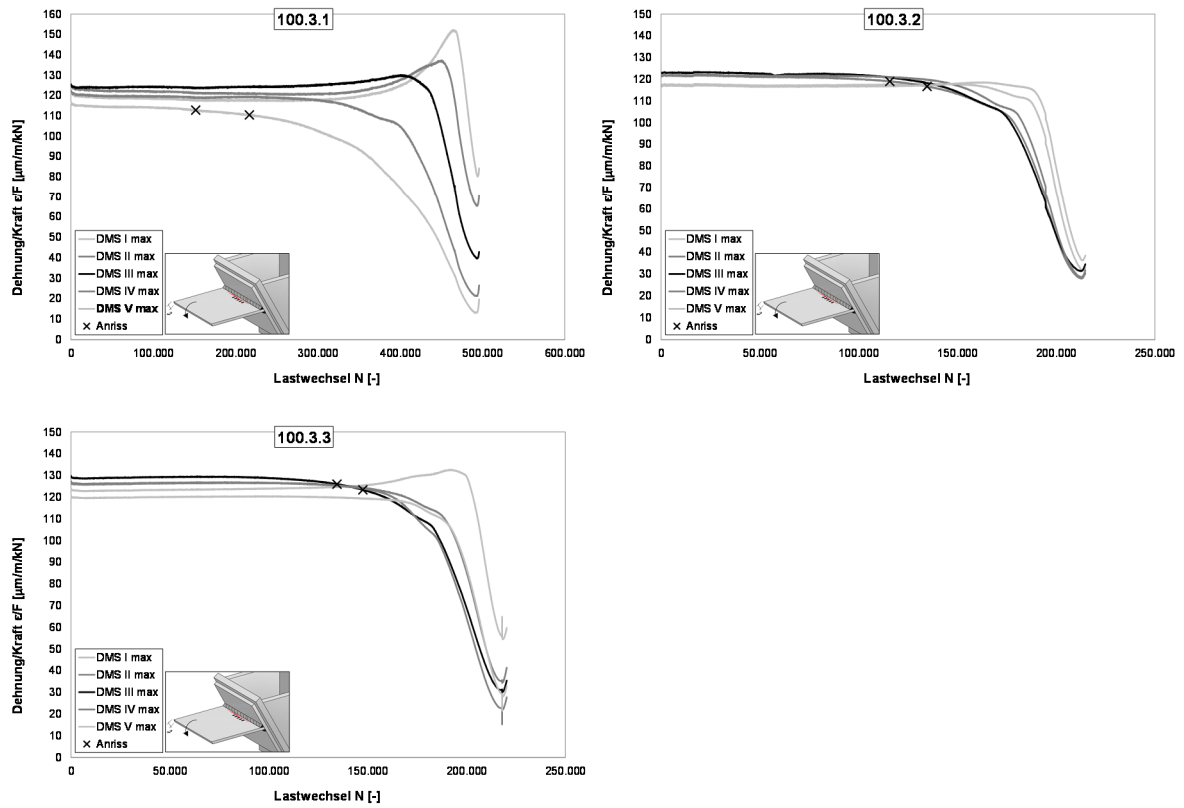 100.3.1
Dehnung/Kraft ε/F [µm/m/kN]
160
150
140
130
120
110
100
90
80
70
60
50
40
30
20
10
0
DMS I max
DMS II max
DMS III max
DMS IV max
DMS V max
Anriss
0 100.000 200.000 300.000 400.000 500.000 600.000
Lastwechsel N [-]
100.3.2
Dehnung/Kraft ε/F [µm/m/kN]
150
140
130
120
110
100
90
80
70
60
50
40
30
20
10
0
DMS I max
DMS II max
DMS III max
DMS IV max
DMS V max
Anriss
0 50.000 100.000 150.000 200.000 250.000
Lastwechsel N [-]
100.3.3
Dehnung/Kraft ε/F [µm/m/kN]
150
140
130
120
110
100
90
80
70
60
50
40
30
20
10
0
DMS I max
DMS II max
DMS III max
DMS IV max
DMS V max
Anriss
0 50.000 100.000 150.000 200.000 250.000
Lastwechsel N [-]